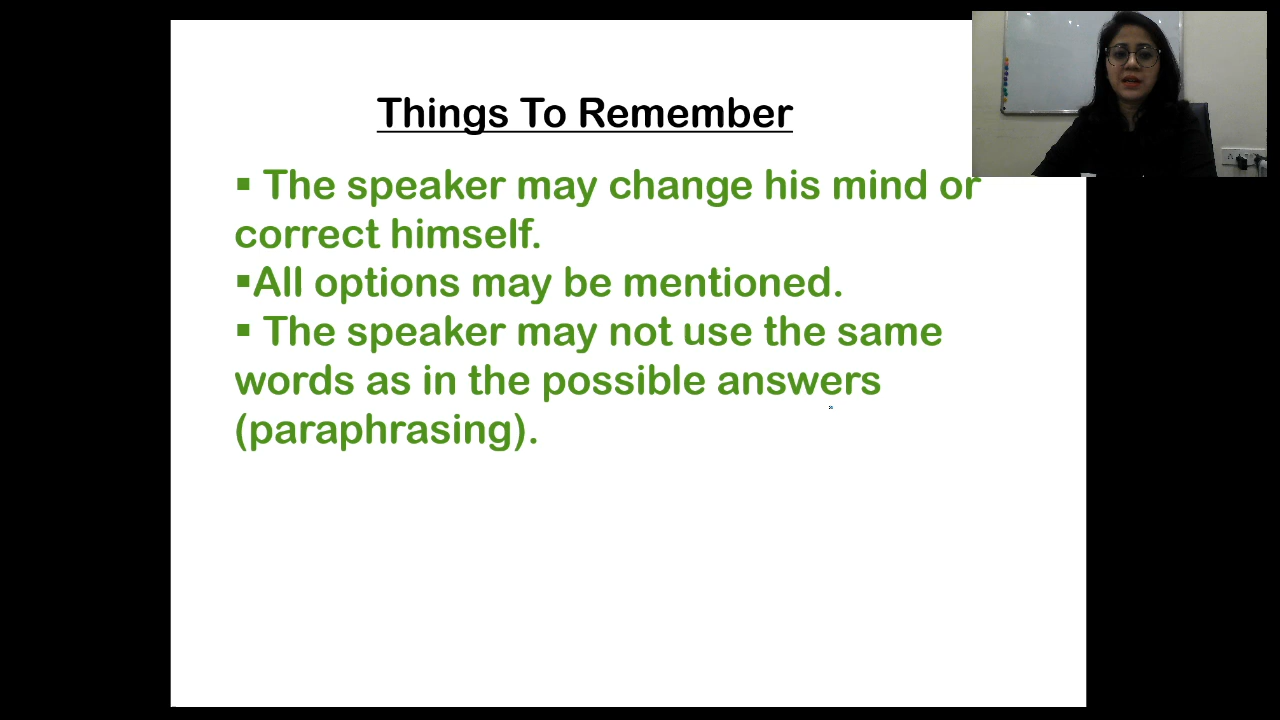 Things To Remember
▪ The speaker may change his mind or
correct himself.
▪All options may be mentioned.
▪ The speaker may not use the same
words as in the possible answers
(paraphrasing).